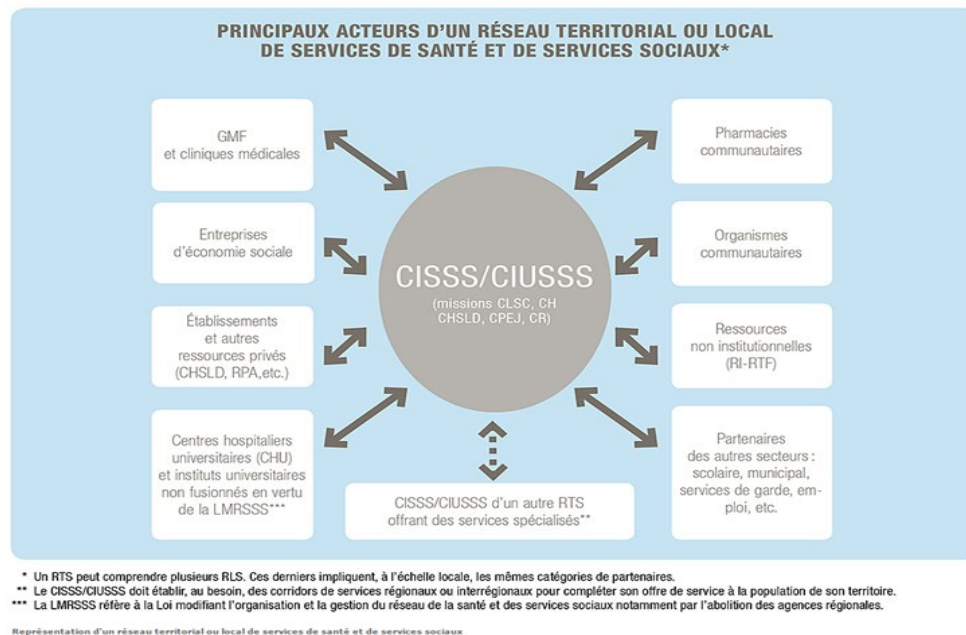 PRINCIPAUX ACTEURS D'UN RÉSEAU TERRITORIAL OU LOCAL
DE SERVICES DE SANTÉ ET DE SERVICES SOCIAUX*
GMF
et cliniques médicales
Entreprises
d'économie sociale
Établissements
et autres
ressources privés
(CHSLD, RPA,etc.)
Centres hospitaliers
universitaires (CHU)
et instituts universitaires
non fusionnés en vertu
de la LMRSSS***
CISSS/CIUSSS
(missions CLSC, CH
CHSLD, CPEJ, CR)
CISSS/CIUSSS d'un autre RTS
offrant des services spécialisés**
Pharmacies
communautaires
Organismes
communautaires
Ressources
non institutionnelles
(RI-RTF)
Partenaires
des autres secteurs :
scolaire, municipal,
services de garde, em-
ploi, etc.
* Un RTS peut comprendre plusieurs RLS. Ces derniers impliquent, à l'échelle locale, les mêmes catégories de partenaires.
** Le CISSS/CIUSSS doit établir, au besoin, des corridors de services régionaux ou interrégionaux pour compléter son offre de service à la population de son territoire.
*** La LMRSSS réfère à la Loi modifiant l'organisation et la gestion du réseau de la santé et des services sociaux notamment par l'abolition des agences régionales.
Représentation d'un réseau territorial ou local de services de santé et de services sociaux